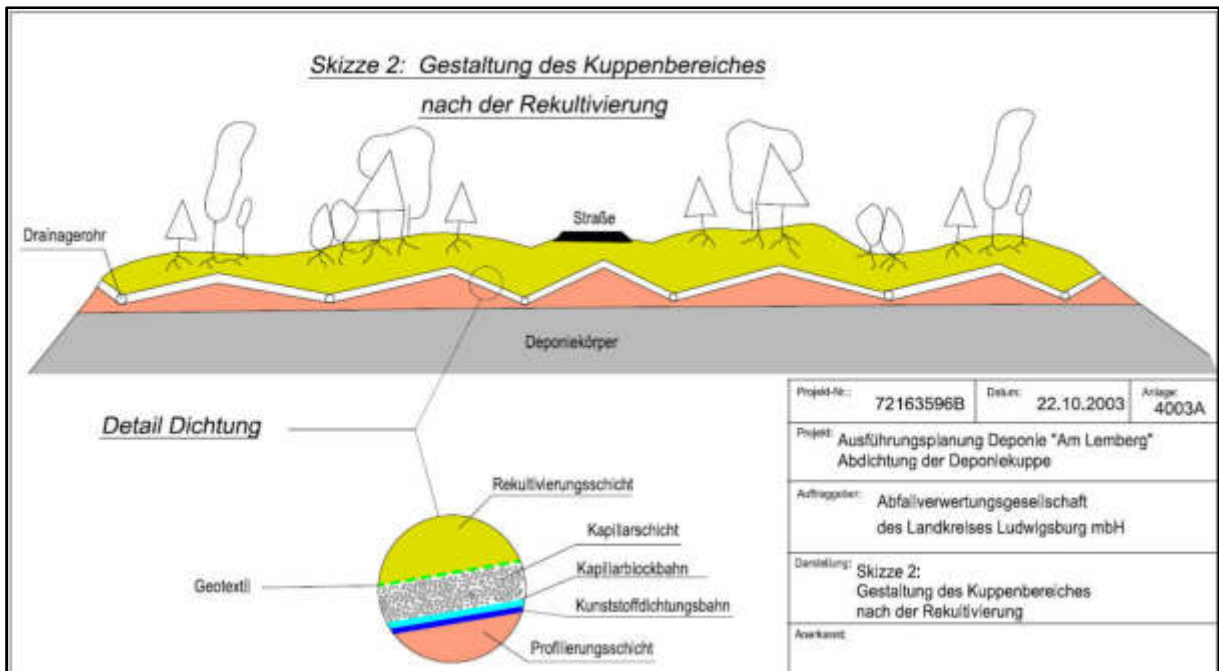 Skizze 2: Gestaltung des Kuppenbereiches
nach der Rekultivierung
Drainagerohr
Straße
Deponiekörper
Detail Dichtung
Rekultivierungsschicht
Kapillarschicht
Kapillarblockbahn
Geotextil
Kunststoffdichtungsbahn
Profilierungsschicht
Projekt-Nr.: 72163596B
Datum: 22.10.2003
Anlage: 4003A
Projekt: Ausführungsplanung Deponie "Am Lemberg"
Abdichtung der Deponiekuppe
Auftraggeber: Abfallverwertungsgesellschaft
des Landkreises Ludwigsburg mbH
Darstellung: Skizze 2:
Gestaltung des Kuppenbereiches
nach der Rekultivierung
Anerkannt: